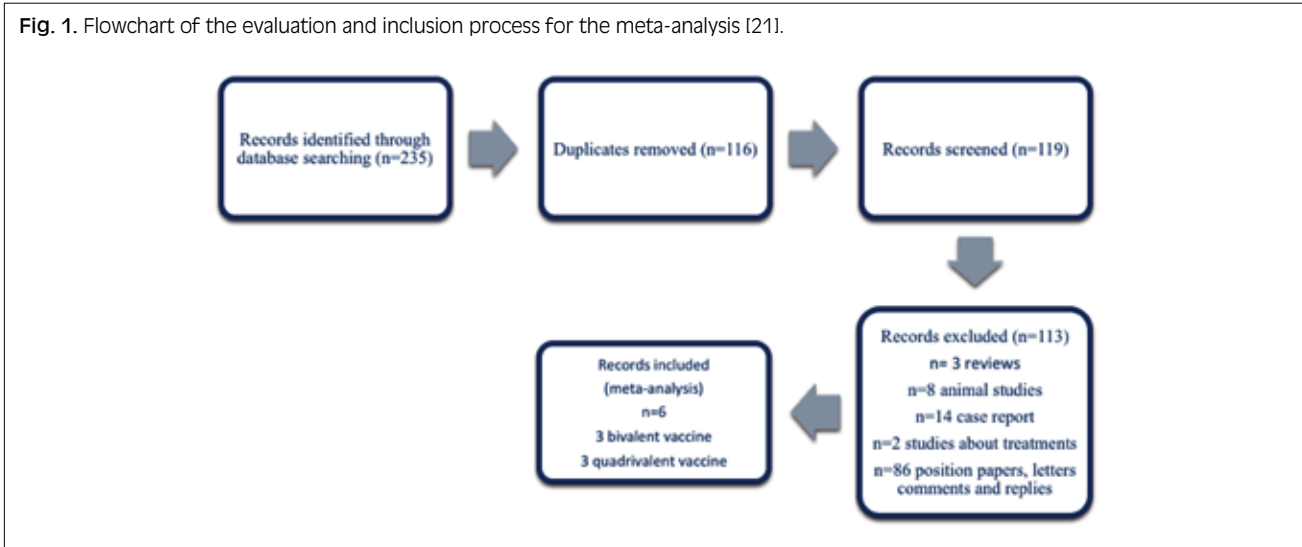 Fig. 1. Flowchart of the evaluation and inclusion process for the meta-analysis [21].
Records identified through
database searching (n=235)
Duplicates removed (n=116)
Records screened (n=119)
Records excluded (n=113)
n= 3 reviews
n=8 animal studies
n=14 case report
n=2 studies about treatments
n=86 position papers, letters
comments and replies
Records included
(meta-analysis)
n=6
3 bivalent vaccine
3 quadrivalent vaccine